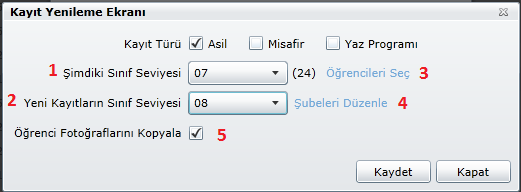 Kayıt Yenileme Ekranı
Kayıt Türü Asil Misafir Yaz Programı
1 Şimdiki Sınıf Seviyesi 07 (24) Öğrencileri Seç 3
2 Yeni Kayıtların Sınıf Seviyesi 08 Şubeleri Düzenle 4
Öğrenci Fotoğraflarını Kopyala 5
Kaydet Kapat